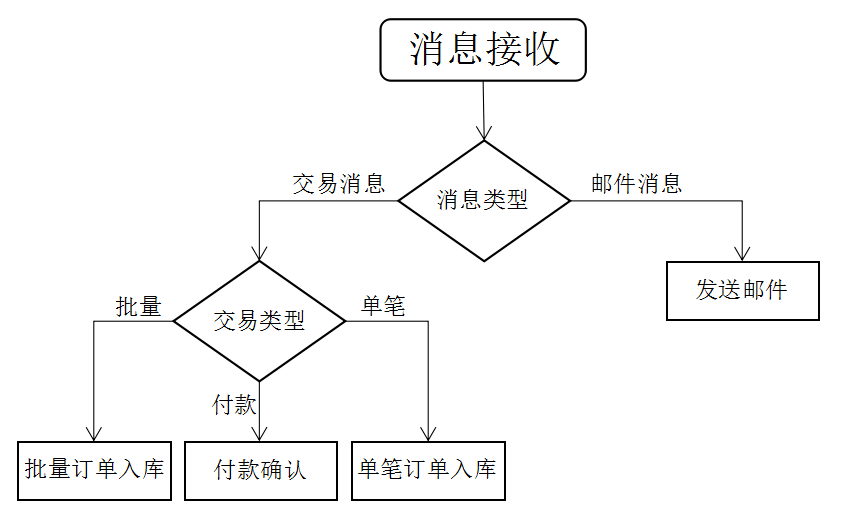 消息接收
交易消息
消息类型
邮件消息
发送邮件
批量
交易类型
单笔
付款
批量订单入库
付款确认
单笔订单入库